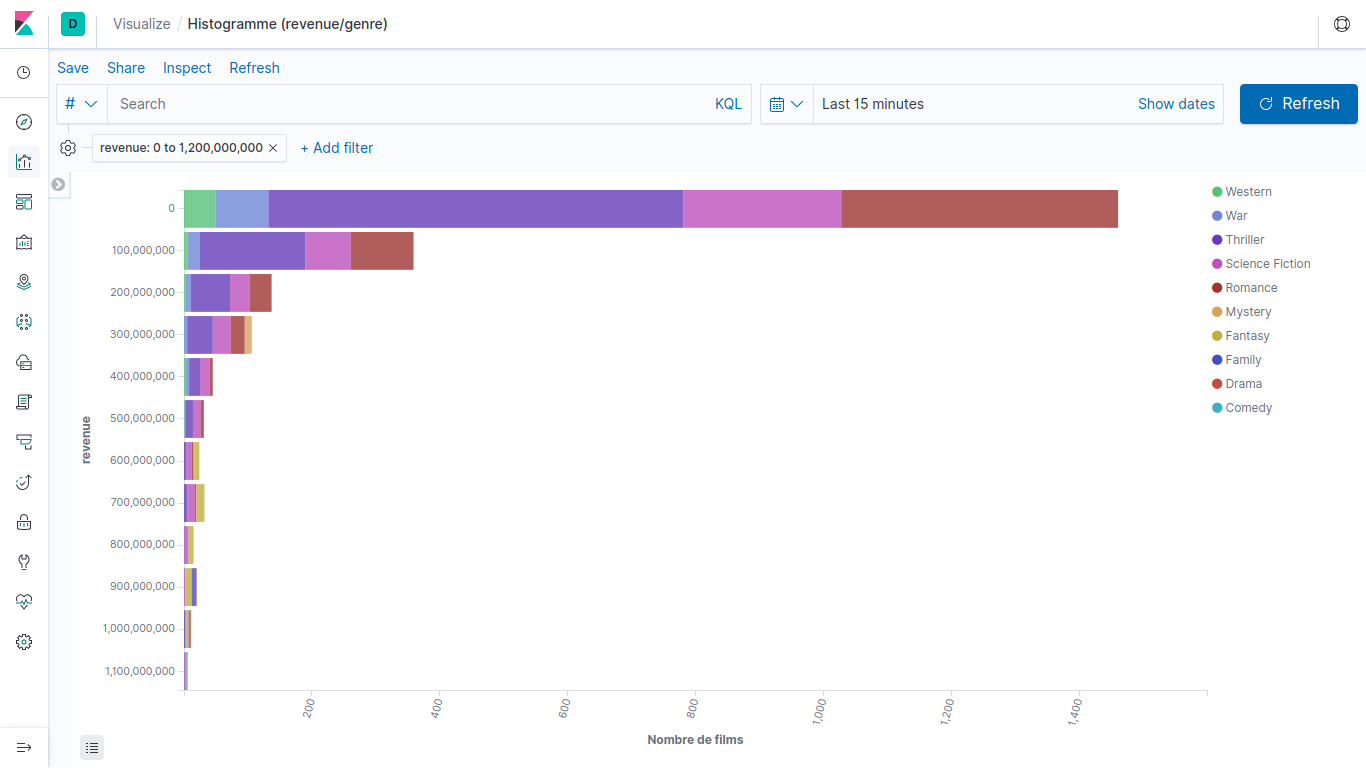 D Visualize / Histogramme (revenue/genre)
Save Share Inspect Refresh
# Search KQL Last 15 minutes Show dates Refresh
revenue: 0 to 1,200,000,000 × + Add filter
Western
War
Thriller
Science Fiction
Romance
Mystery
Fantasy
Family
Drama
Comedy
revenue
0
100,000,000
200,000,000
300,000,000
400,000,000
500,000,000
600,000,000
700,000,000
800,000,000
900,000,000
1,000,000,000
1,100,000,000
200 400 600 800 1,000 1,200 1,400
Nombre de films